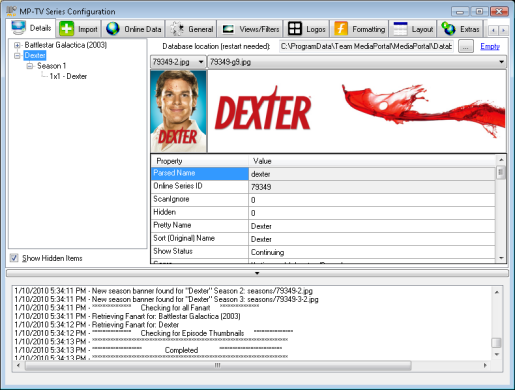 MP-TV Series Configuration
Details Import Online Data General Views/Filters Logos Formatting Layout Extras
Battlestar Galactica (2003)
Dexter
Season 1
1x1 - Dexter
Database location (restart needed): C:\ProgramData\Team MediaPortal\MediaPortal\Datab ... Empty
79349-2.jpg 79349-g9.jpg
DEXTER
DEXTER
Property Value
Parsed Name dexter
Online Series ID 79349
ScanIgnore 0
Hidden 0
Pretty Name Dexter
Sort (Original) Name Dexter
Show Status Continuing
Show Hidden Items
1/10/2010 5:34:11 PM - New season banner found for "Dexter" Season 2: seasons/79349-2.jpg
1/10/2010 5:34:11 PM - New season banner found for "Dexter" Season 3: seasons/79349-3-2.jpg
1/10/2010 5:34:11 PM - **************** Checking for all Fanart ****************
1/10/2010 5:34:11 PM - Retrieving Fanart for: Battlestar Galactica (2003)
1/10/2010 5:34:12 PM - Retrieving Fanart for: Dexter
1/10/2010 5:34:12 PM - **************** Checking for Episode Thumbnails ****************
1/10/2010 5:34:13 PM -
1/10/2010 5:34:13 PM - Completed
1/10/2010 5:34:13 PM -